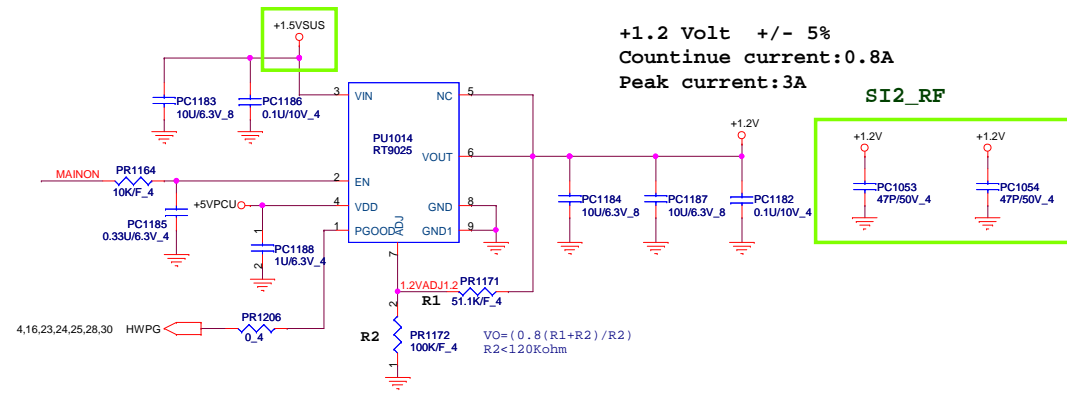 +1.5VSUS
+1.2 Volt +/- 5%
Countinue current:0.8A
Peak current:3A
SI2_RF
PC1183
10U/6.3V_8
PC1186
0.1U/10V_4
3
VIN
NC
5
PU1014
RT9025
+1.2V
+1.2V
+1.2V
VOUT
6
MAINON
PR1164
10K/F_4
2
EN
+5VPCU
4
VDD
GND
8
PC1185
0.33U/6.3V_4
1
PGOOD
ADJ
GND1
9
PC1184
10U/6.3V_8
PC1187
10U/6.3V_8
PC1182
0.1U/10V_4
PC1053
47P/50V_4
PC1054
47P/50V_4
1
PC1188
1U/6.3V_4
2
7
1.2VADJ1.2
PR1171
51.1K/F_4
R1
4,16,23,24,25,28,30
HWPG
PR1206
0_4
R2
2
PR1172
100K/F_4
1
VO=(0.8(R1+R2)/R2)
R2<120Kohm